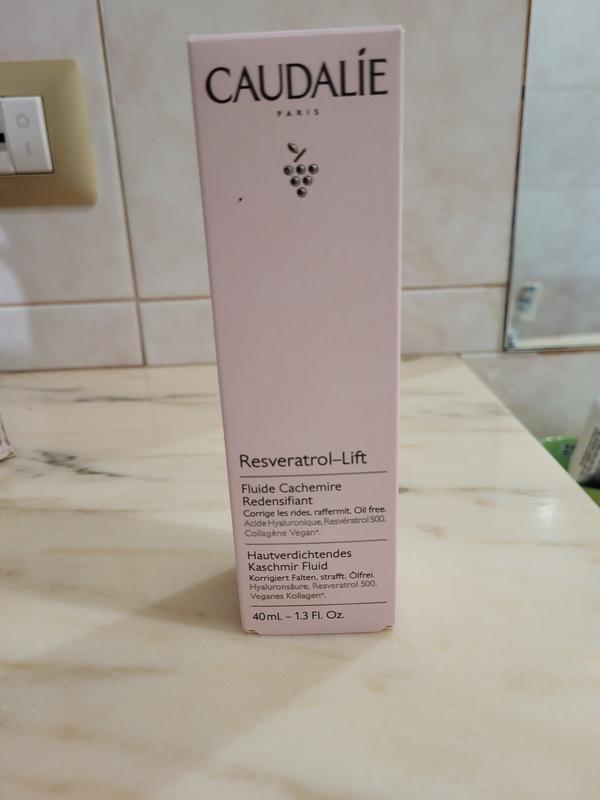 CAUDALÍE
PARIS
Resveratrol–Lift
Fluide Cachemire
Redensifiant
Corrige les rides, raffermit. Oil free.
Acide Hyaluronique, Resvératrol 500.
Collagène Vegan*.
Hautverdichtendes
Kaschmir Fluid
Korrigiert Falten, strafft. Ölfrei.
Hyaluronsäure, Resveratrol 500.
Veganes Kollagen*.
40mL – 1.3 Fl. Oz.